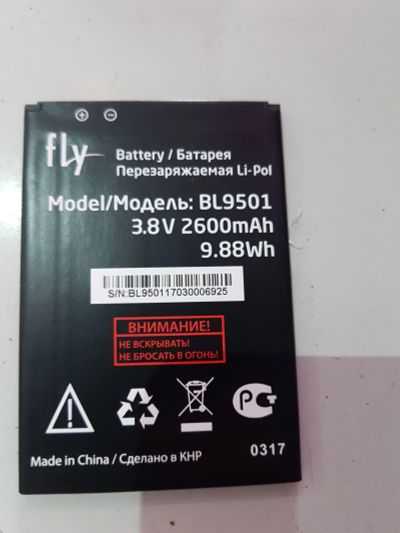 fly
Battery / Батарея
Перезаряжаемая Li-Pol
Model/Модель: BL9501
3.8V 2600mAh
9.88Wh
S/N:BL950117030006925
ВНИМАНИЕ!
НЕ ВСКРЫВАТЬ!
НЕ БРОСАТЬ В ОГОНЬ!
Made in China / Сделано в КНР
0317